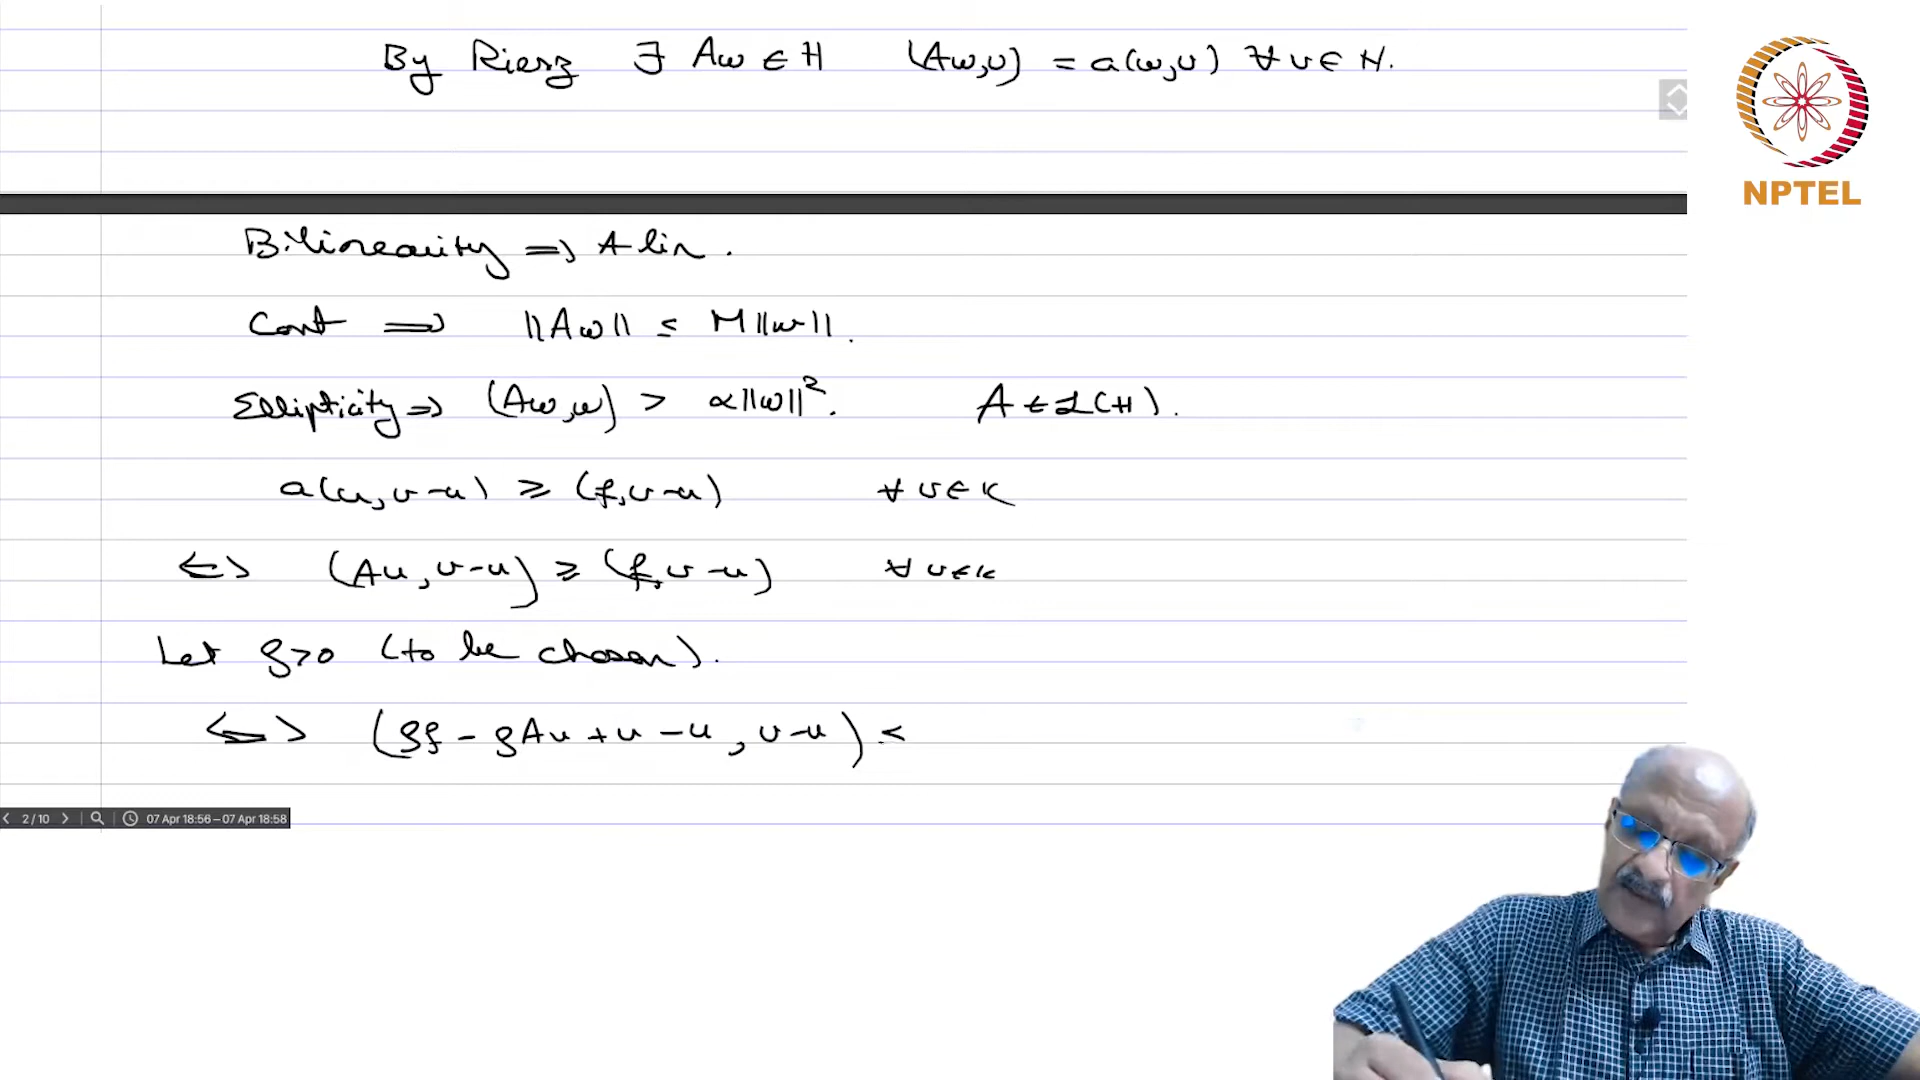 By Riesz ∃ Aw ∈ H (Aw,v) = a(w,v) ∀ v ∈ H.
NPTEL
Bilinearity ⇒ A lin.
Cont ⇒ ||Aw|| ≤ M||w||.
Ellipticity ⇒ (Aw,w) ≥ α||w||². A ∈ L(H).
a(u,v-u) ≥ (f,v-u) ∀ v ∈ K
⇔ (Au,v-u) ≥ (f,v-u) ∀ v ∈ K
Let ρ>0 (to be chosen).
⇔ (ρf - ρAu + u - u, v-u) ≤
2/10 07 Apr 18:56 – 07 Apr 18:58